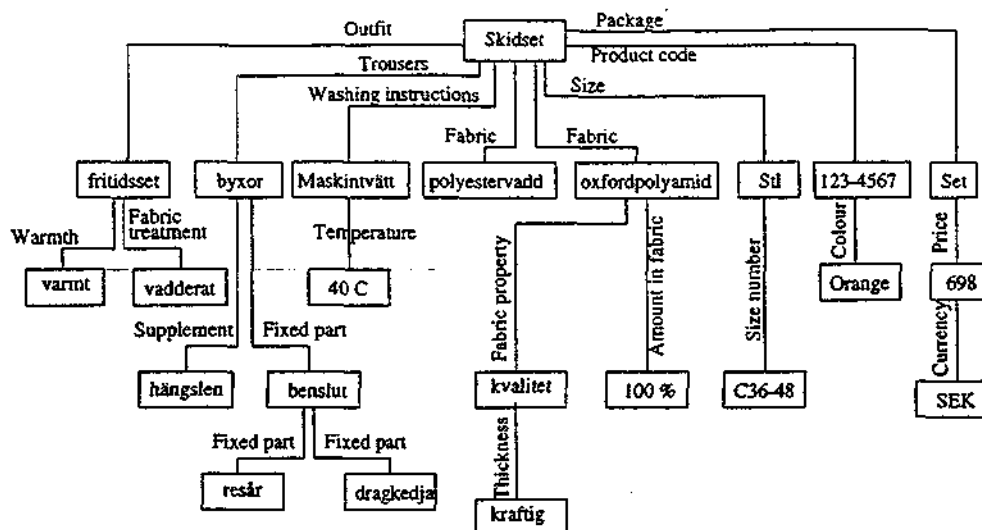 Outfit
Skidset
Package
Product code
Trousers
Washing instructions
Size
Fabric
Fabric
fritidsset
byxor
Maskintvätt
polyestervadd
oxfordpolyamid
Stl
123-4567
Set
Warmth
Fabric
treatment
Temperature
Fabric property
Amount in fabric
Size number
Colour
Price
varmt
vadderat
40 C
Orange
698
Supplement
Fixed part
Currency
hängslen
benslut
kvalitet
100 %
C36-48
SEK
Fixed part
Fixed part
Thickness
resår
dragkedja
kraftig